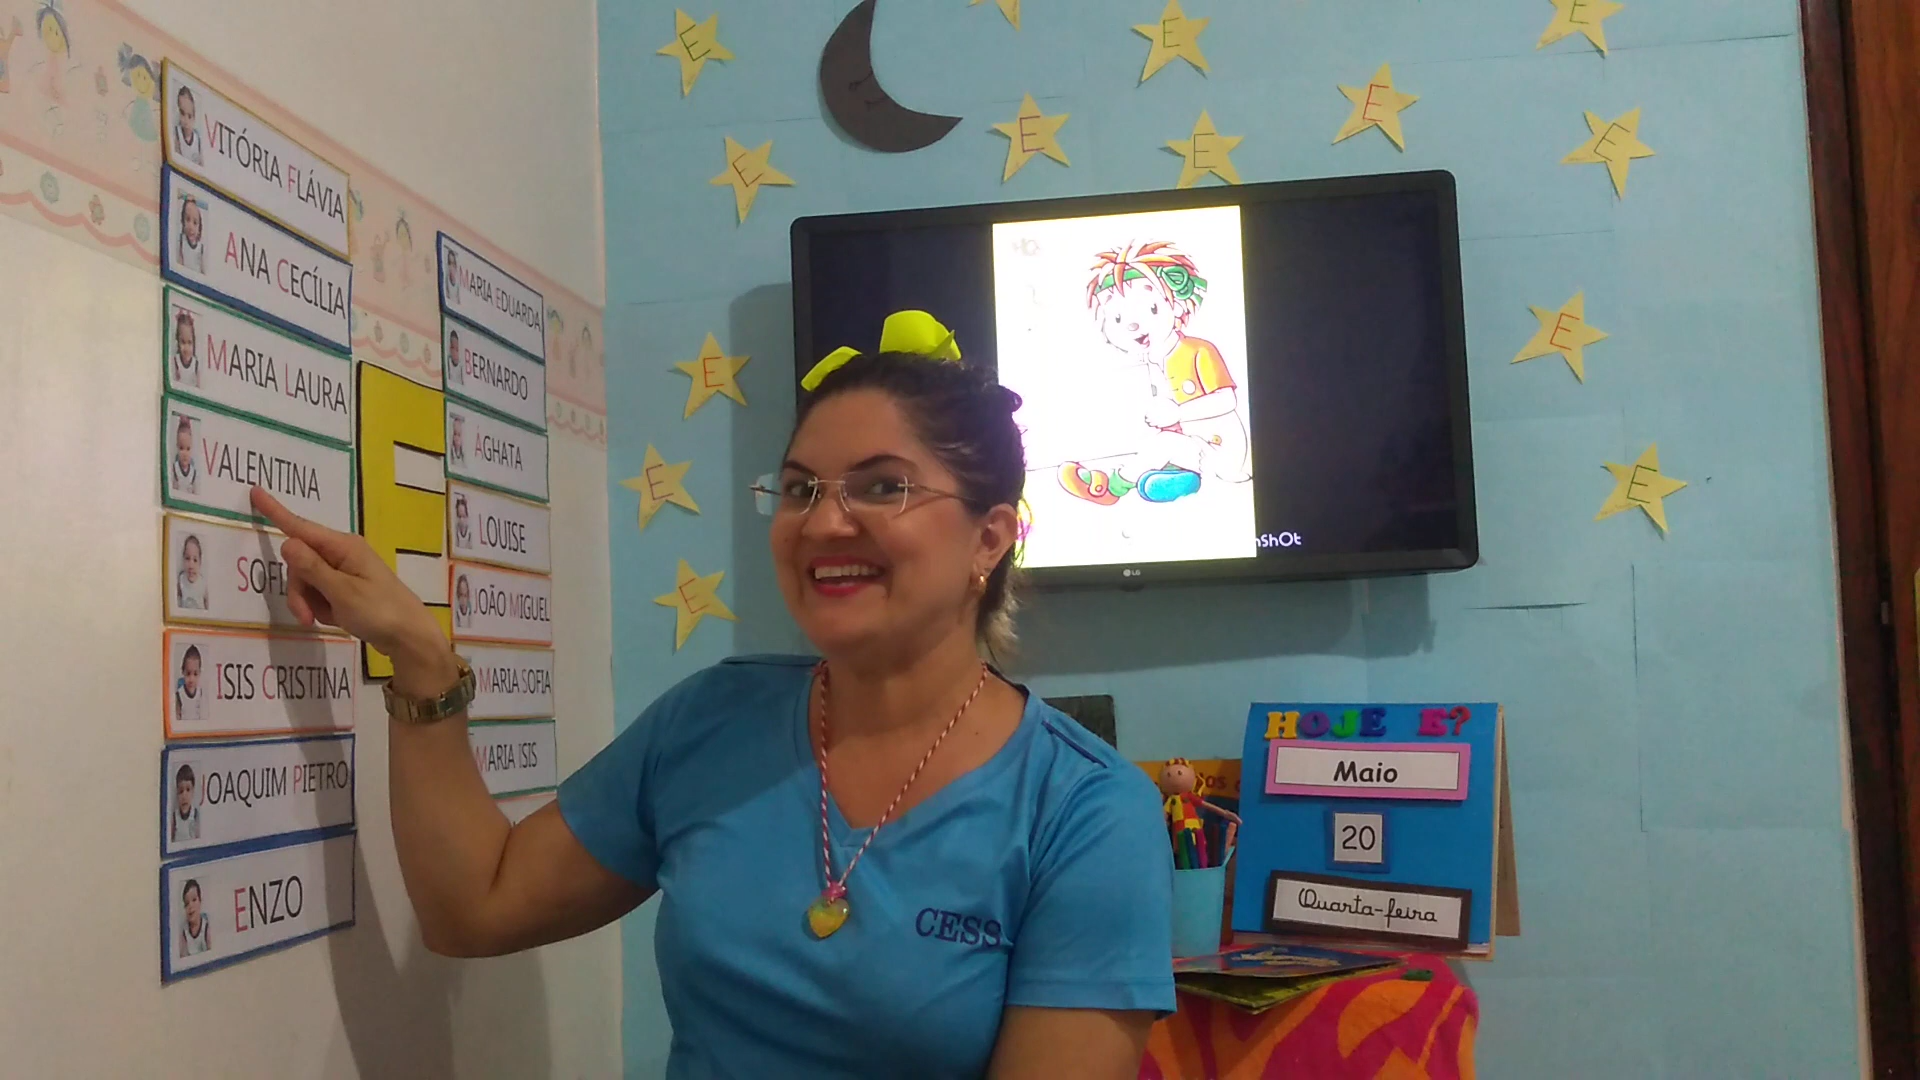 VITÓRIA FLÁVIA
ANA CECÍLIA
MARIA LAURA
VALENTINA
SOFI
ISIS CRISTINA
JOAQUIM PIETRO
ENZO
E
MARIA EDUARDA
BERNARDO
ÁGHATA
LOUISE
JOÃO MIGUEL
MARIA SOFIA
MARIA ISIS
E
E
E
E
E
E
E
E
E
E
E
E
E
E
LG
CESS
HOJE E?
Maio
20
Quarta-feira